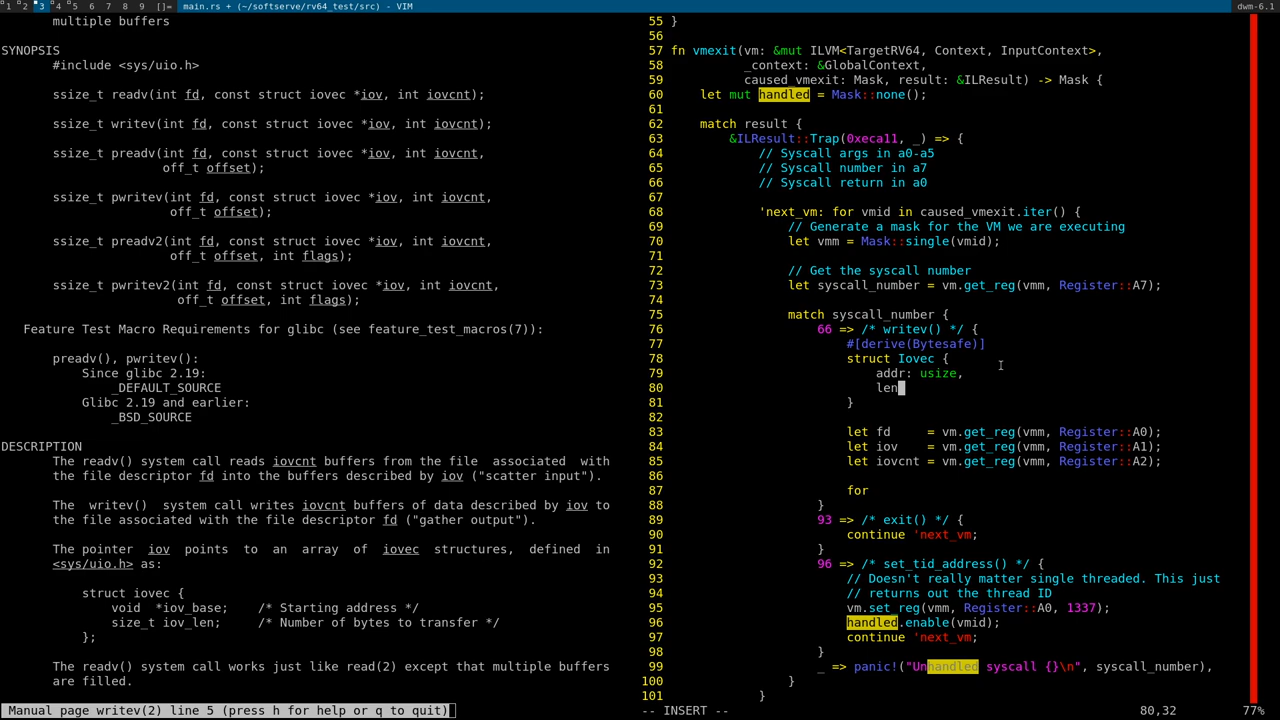 1 2 3 4 5 6 7 8 9 []= main.rs + (~/softserve/rv64_test/src) - VIM dwm-6.1
multiple buffers
SYNOPSIS
#include <sys/uio.h>
ssize_t readv(int fd, const struct iovec *iov, int iovcnt);
ssize_t writev(int fd, const struct iovec *iov, int iovcnt);
ssize_t preadv(int fd, const struct iovec *iov, int iovcnt,
off_t offset);
ssize_t pwritev(int fd, const struct iovec *iov, int iovcnt,
off_t offset);
ssize_t preadv2(int fd, const struct iovec *iov, int iovcnt,
off_t offset, int flags);
ssize_t pwritev2(int fd, const struct iovec *iov, int iovcnt,
off_t offset, int flags);
Feature Test Macro Requirements for glibc (see feature_test_macros(7)):
preadv(), pwritev():
Since glibc 2.19:
_DEFAULT_SOURCE
Glibc 2.19 and earlier:
_BSD_SOURCE
DESCRIPTION
The readv() system call reads iovcnt buffers from the file associated with
the file descriptor fd into the buffers described by iov ("scatter input").
The writev() system call writes iovcnt buffers of data described by iov to
the file associated with the file descriptor fd ("gather output").
The pointer iov points to an array of iovec structures, defined in
<sys/uio.h> as:
struct iovec {
void *iov_base; /* Starting address */
size_t iov_len; /* Number of bytes to transfer */
};
The readv() system call works just like read(2) except that multiple buffers
are filled.
Manual page writev(2) line 5 (press h for help or q to quit)
55 }
56
57 fn vmexit(vm: &mut ILVM<TargetRV64, Context, InputContext>,
58 _context: &GlobalContext,
59 caused_vmexit: Mask, result: &ILResult) -> Mask {
60 let mut handled = Mask::none();
61
62 match result {
63 &ILResult::Trap(0xeca11, _) => {
64 // Syscall args in a0-a5
65 // Syscall number in a7
66 // Syscall return in a0
67
68 'next_vm: for vmid in caused_vmexit.iter() {
69 // Generate a mask for the VM we are executing
70 let vmm = Mask::single(vmid);
71
72 // Get the syscall number
73 let syscall_number = vm.get_reg(vmm, Register::A7);
74
75 match syscall_number {
76 66 => /* writev() */ {
77 #[derive(Bytesafe)]
78 struct Iovec {
79 addr: usize,
80 len
81 }
82
83 let fd = vm.get_reg(vmm, Register::A0);
84 let iov = vm.get_reg(vmm, Register::A1);
85 let iovcnt = vm.get_reg(vmm, Register::A2);
86
87 for
88 }
89 93 => /* exit() */ {
90 continue 'next_vm;
91 }
92 96 => /* set_tid_address() */ {
93 // Doesn't really matter single threaded. This just
94 // returns out the thread ID
95 vm.set_reg(vmm, Register::A0, 1337);
96 handled.enable(vmid);
97 continue 'next_vm;
98 }
99 _ => panic!("Unhandled syscall {}\n", syscall_number),
100 }
101 }
-- INSERT -- 80,32 77%